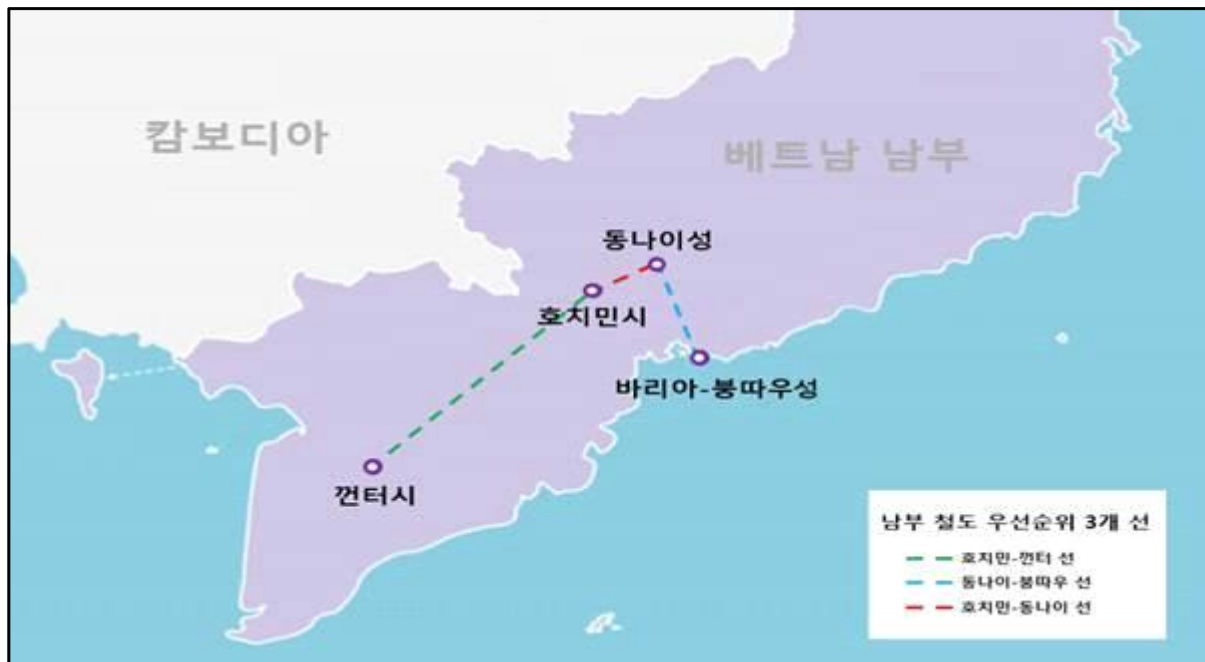 캄보디아
베트남 남부
동나이성
호치민시
바리아-붕따우성
껀터시
남부 철도 우선순위 3개 선
호치민-껀터 선
동나이-붕따우 선
호치민-동나이 선